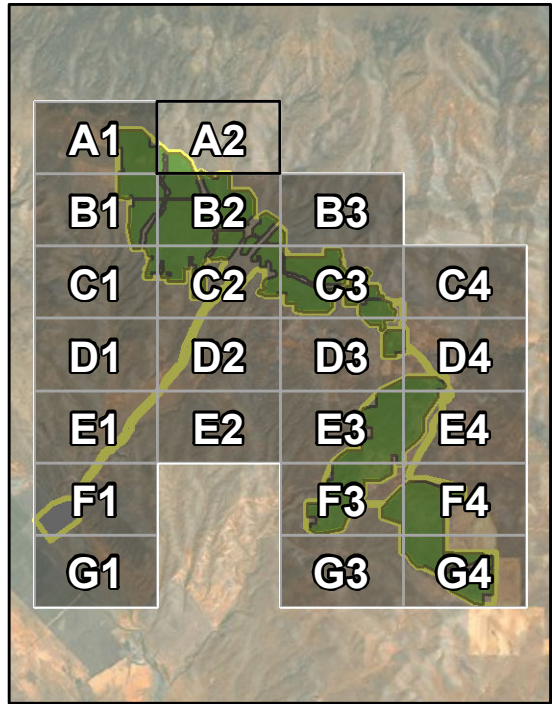 A1 A2
B1 B2 B3
C1 C2 C3 C4
D1 D2 D3 D4
E1 E2 E3 E4
F1 F3 F4
G1 G3 G4